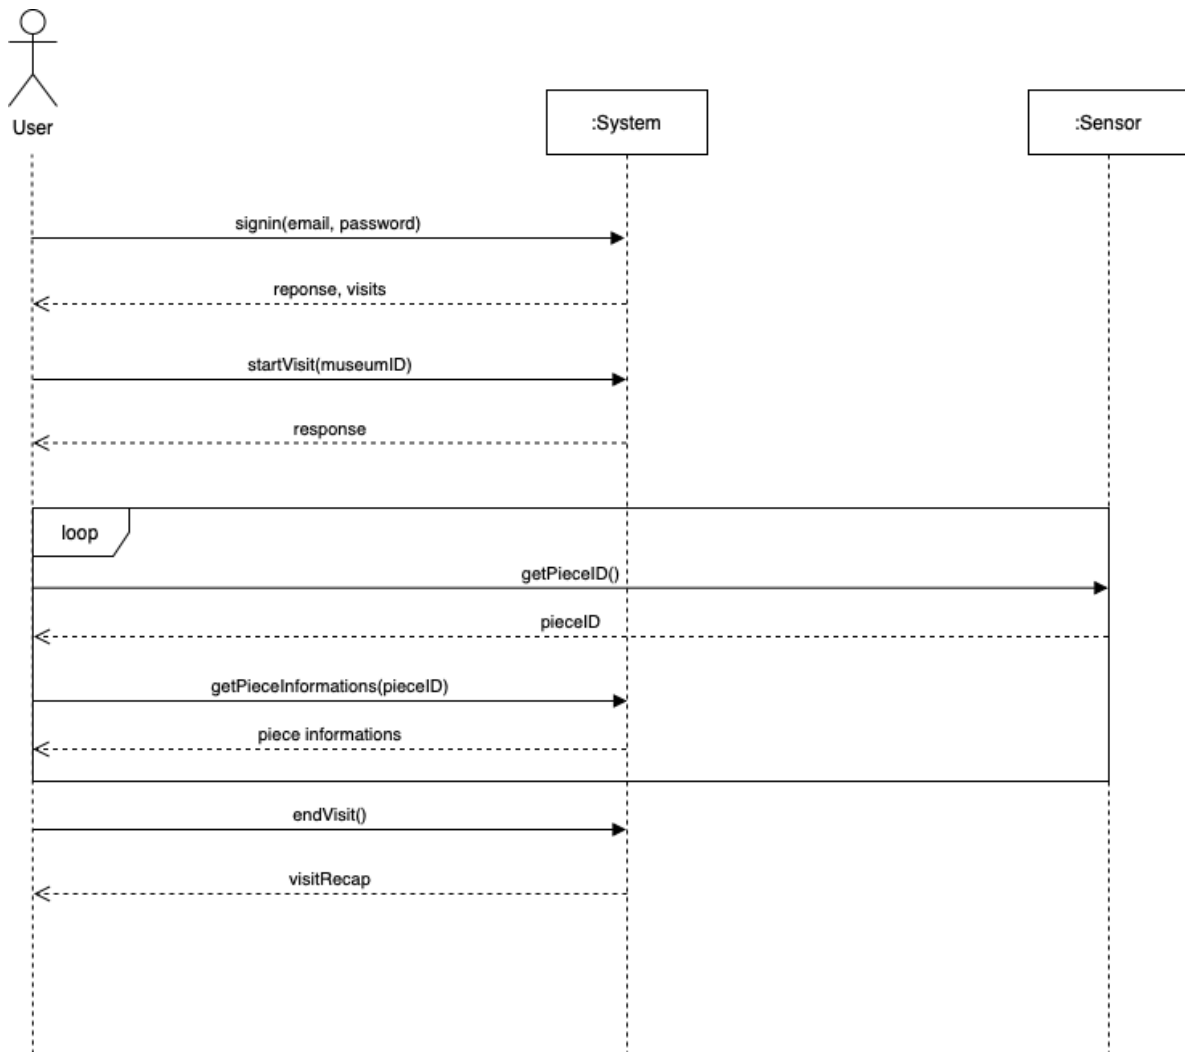 User
:System
:Sensor
signin(email, password)
reponse, visits
startVisit(museumID)
response
loop
getPieceID()
pieceID
getPieceInformations(pieceID)
piece informations
endVisit()
visitRecap